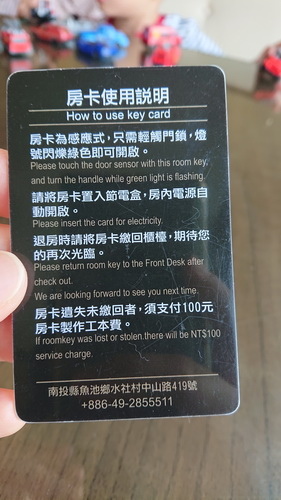 房卡使用說明
How to use key card
房卡為感應式，只需輕觸門鎖，燈
號閃爍綠色即可開啟。
Please touch the door sensor with this room key,
and turn the handle while green light is flashing.
請將房卡置入節電盒，房內電源自
動開啟。
Please insert the card for electricity.
退房時請將房卡繳回櫃檯，期待您
的再次光臨。
Please return room key to the Front Desk after
check out.
We are looking forward to see you next time.
房卡遺失未繳回者，須支付100元
房卡製作工本費。
If roomkey was lost or stolen.there will be NT$100
service charge.
南投縣魚池鄉水社村中山路419號
+886-49-2855511